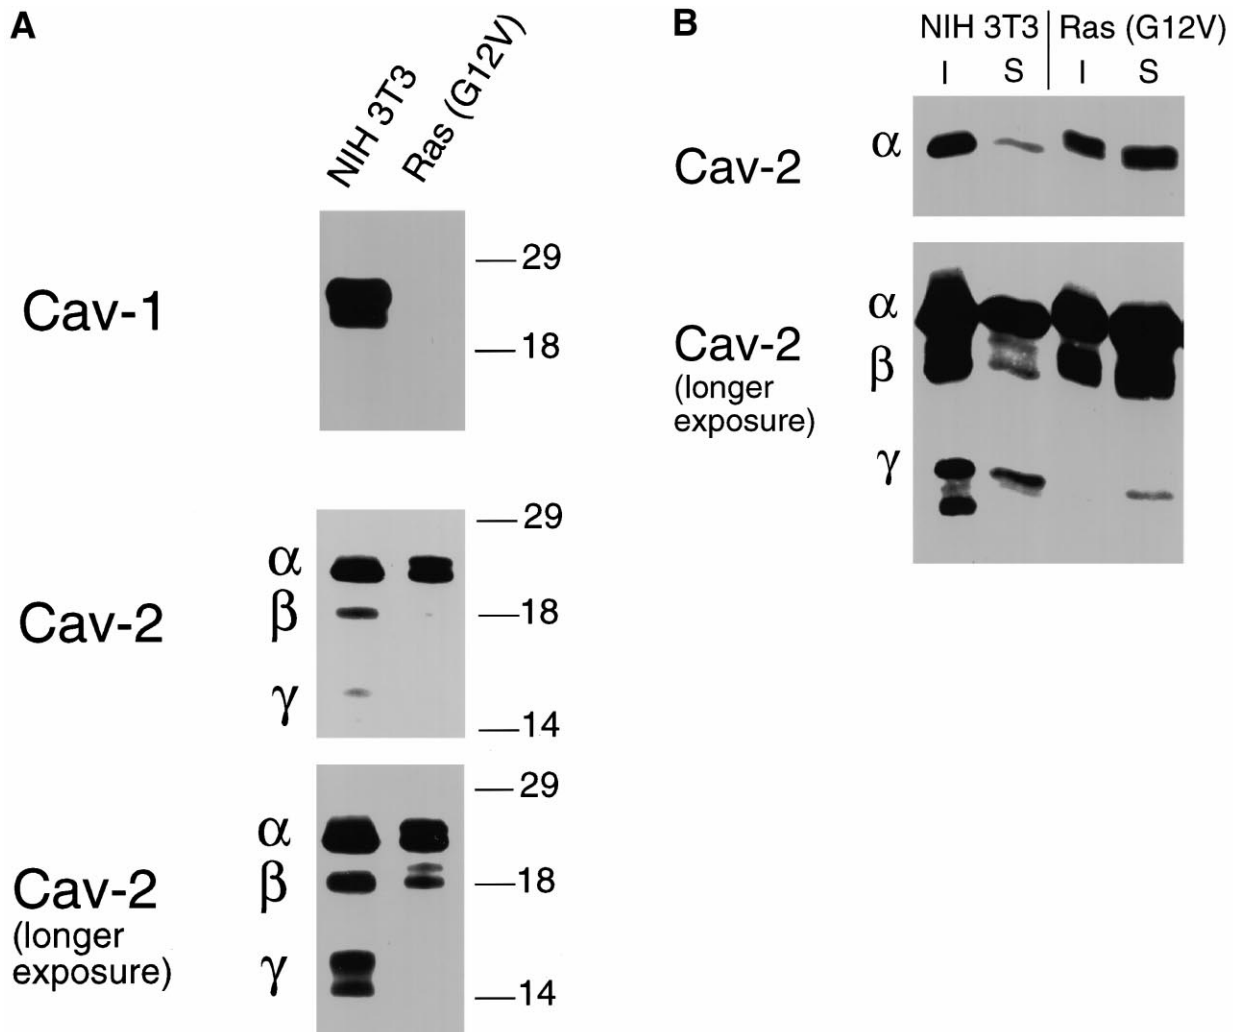 A
NIH 3T3
Ras (G12V)
Cav-1
29
18
Cav-2
α
β
γ
29
18
14
Cav-2
(longer
exposure)
α
β
γ
29
18
14
B
NIH 3T3 Ras (G12V)
I S I S
Cav-2
α
Cav-2
(longer
exposure)
α
β
γ